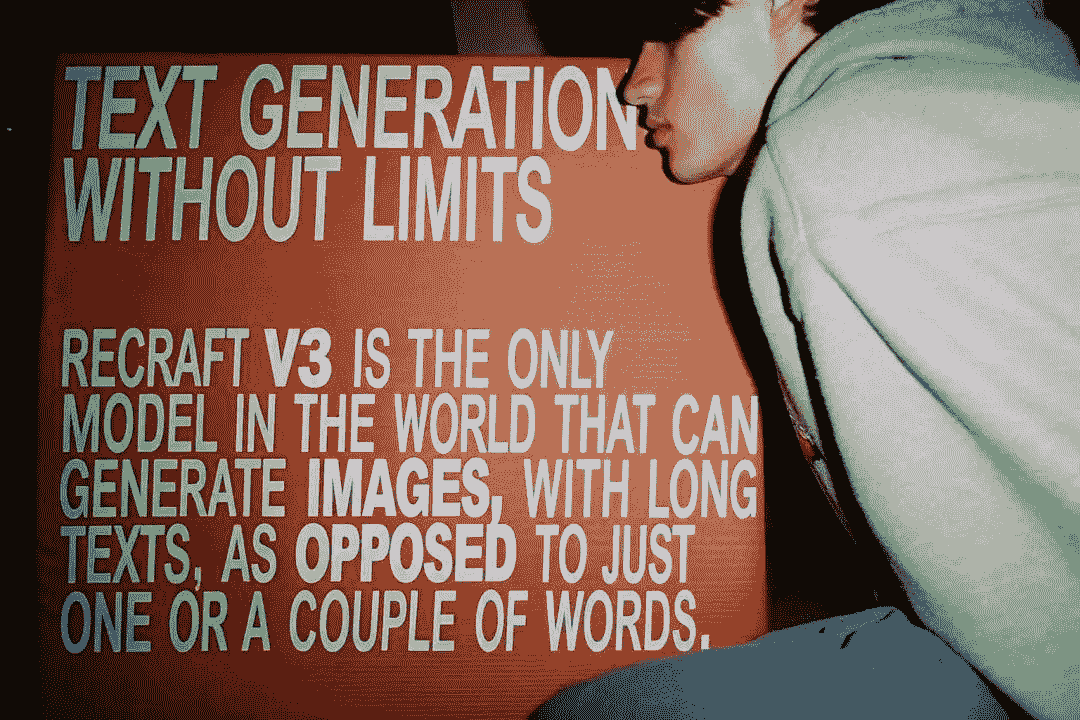 TEXT GENERATION
WITHOUT LIMITS
RECRAFT V3 IS THE ONLY
MODEL IN THE WORLD THAT CAN
GENERATE IMAGES, WITH LONG
TEXTS, AS OPPOSED TO JUST
ONE OR A COUPLE OF WORDS.